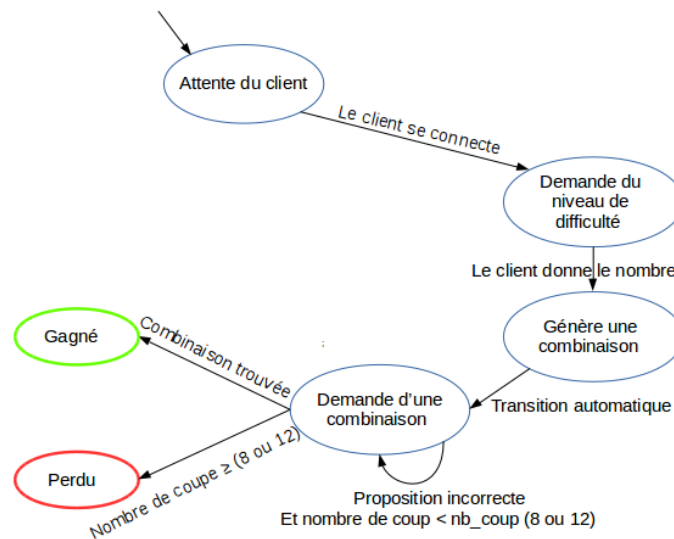 Attente du client
Le client se connecte
Demande du
niveau de
difficulté
Le client donne le nombre
Génère une
combinaison
Transition automatique
Demande d'une
combinaison
Combinaison trouvée
Gagné
Nombre de coupe ≥ (8 ou 12)
Perdu
Proposition incorrecte
Et nombre de coup < nb_coup (8 ou 12)